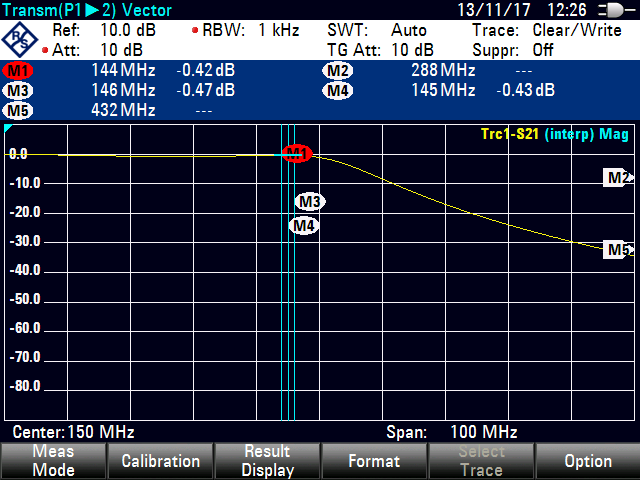 Transm(P1▶2) Vector 13/11/17 12:26
Ref: 10.0 dB RBW: 1 kHz SWT: Auto Trace: Clear/Write
Att: 10 dB TG Att: 10 dB Suppr: Off
M1 144 MHz -0.42 dB M2 288 MHz ---
M3 146 MHz -0.47 dB M4 145 MHz -0.43 dB
M5 432 MHz ---
Trc1-S21 (interp) Mag
0.0 M1
M2
-10.0
M3
-20.0
M4
-30.0 M5
-40.0
-50.0
-60.0
-70.0
-80.0
Center: 150 MHz Span: 100 MHz
Meas Mode Calibration Result Display Format Select Trace Option